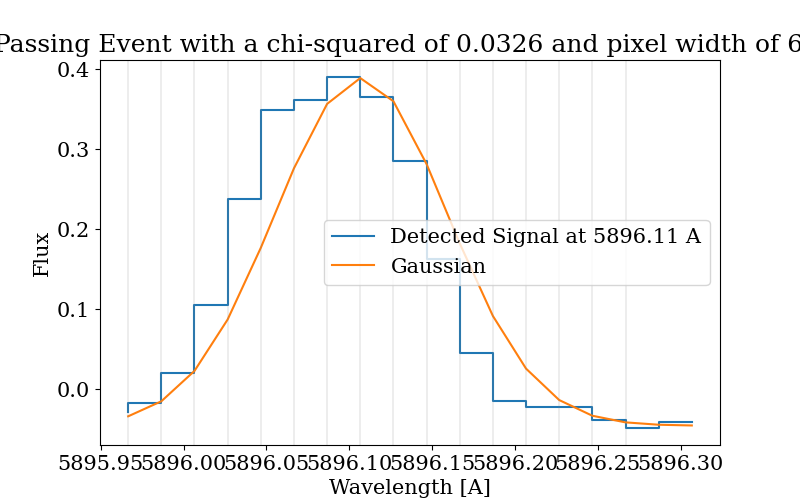 Passing Event with a chi-squared of 0.0326 and pixel width of 6
0.4
0.3
0.2
0.1
0.0
Flux
Detected Signal at 5896.11 A
Gaussian
5895.95 5896.00 5896.05 5896.10 5896.15 5896.20 5896.25 5896.30
Wavelength [A]